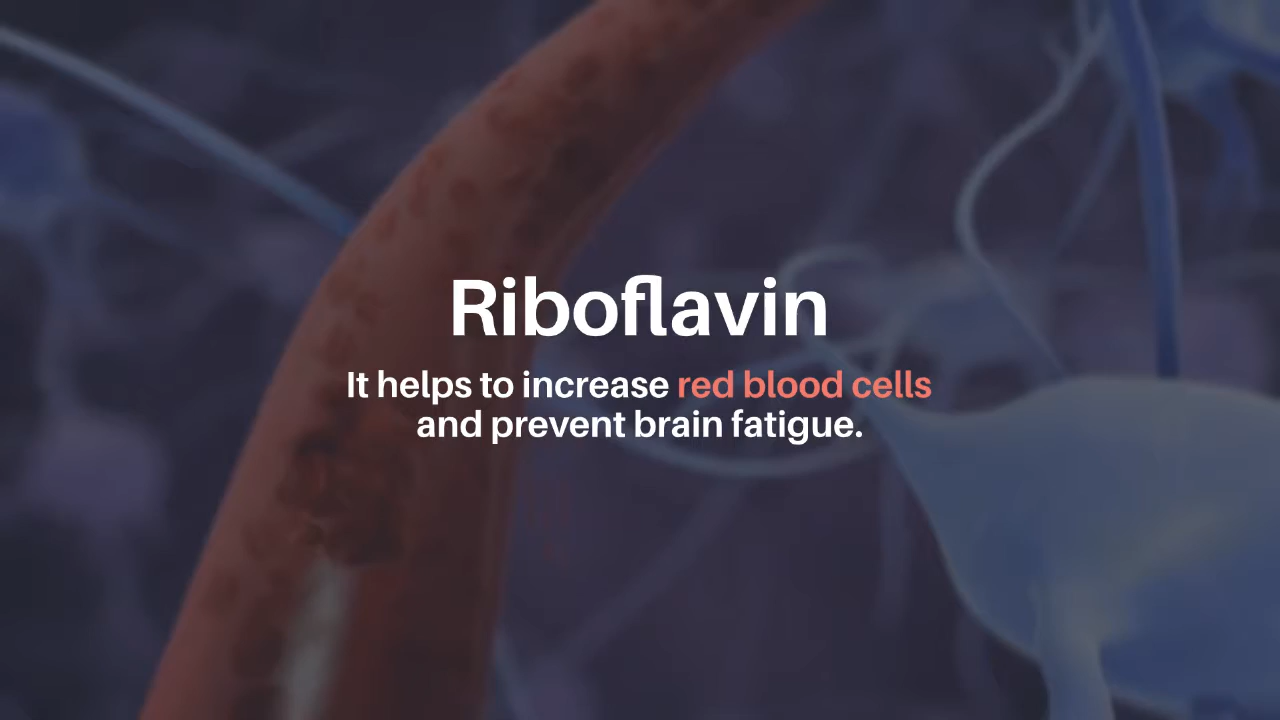 Riboflavin
It helps to increase red blood cells
and prevent brain fatigue.